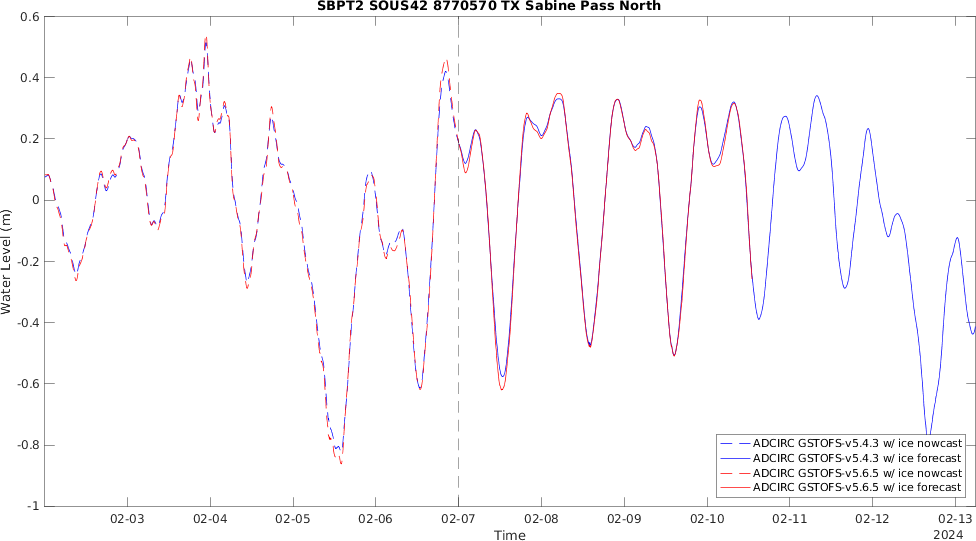 SBPT2 SOUS42 8770570 TX Sabine Pass North
0.6
0.4
0.2
0
-0.2
-0.4
-0.6
-0.8
-1
Water Level (m)
ADCIRC GSTOFS-v5.4.3 w/ ice nowcast
ADCIRC GSTOFS-v5.4.3 w/ ice forecast
ADCIRC GSTOFS-v5.6.5 w/ ice nowcast
ADCIRC GSTOFS-v5.6.5 w/ ice forecast
02-03 02-04 02-05 02-06 02-07 02-08 02-09 02-10 02-11 02-12 02-13
Time 2024